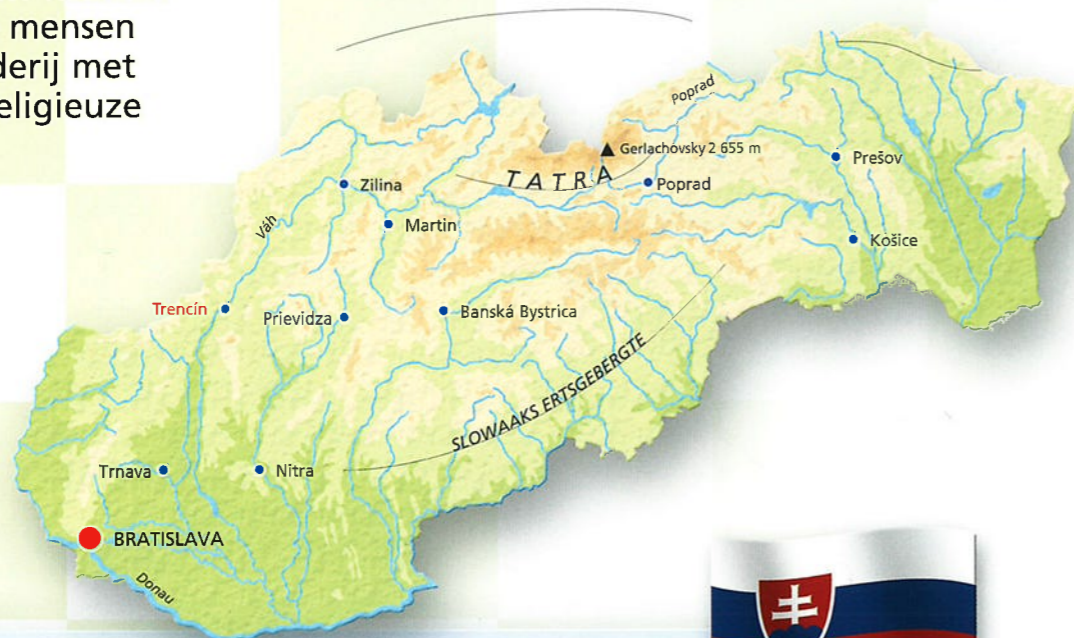 mensen
derij met
eligieuze
Poprad
Gerlachovsky 2 655 m
Prešov
TATRA
Poprad
Zilina
Martin
Váh
Košice
Trencín
Prievidza
Banská Bystrica
SLOWAAKS ERTSGEBERGTE
Trnava
Nitra
BRATISLAVA
Donau